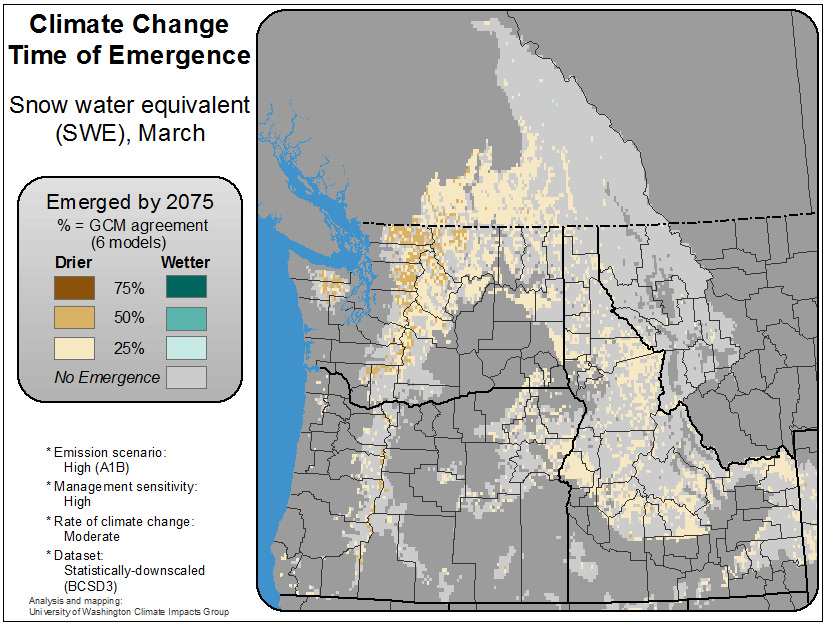 Climate Change
Time of Emergence
Snow water equivalent
(SWE), March
Emerged by 2075
% = GCM agreement
(6 models)
Drier Wetter
75%
50%
25%
No Emergence
* Emission scenario:
High (A1B)
* Management sensitivity:
High
* Rate of climate change:
Moderate
* Dataset:
Statistically-downscaled
(BCSD3)
Analysis and mapping:
University of Washington Climate Impacts Group